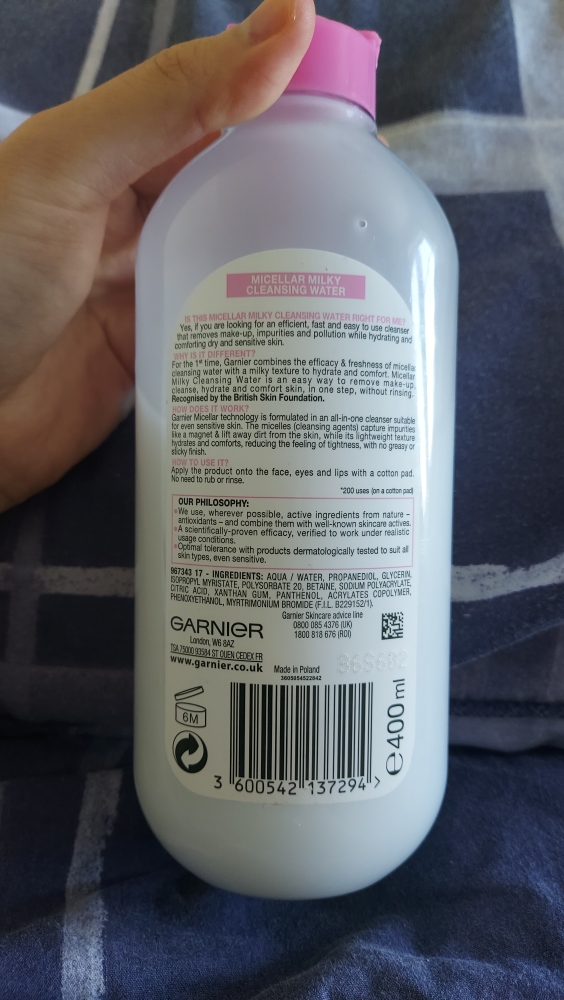 MICELLAR MILKY
CLEANSING WATER
IS THIS MICELLAR MILKY CLEANSING WATER RIGHT FOR ME?
Yes, if you are looking for an efficient, fast and easy to use cleanser
that removes make-up, impurities and pollution while hydrating and
comforting dry and sensitive skin.
WHY IS IT DIFFERENT?
For the 1st time, Garnier combines the efficacy & freshness of micellar
cleansing water with a milky texture to hydrate and comfort. Micellar
Milky Cleansing Water is an easy way to remove make-up,
cleanse, hydrate and comfort skin, in one step, without rinsing.
Recognised by the British Skin Foundation.
HOW DOES IT WORK?
Garnier Micellar technology is formulated in an all-in-one cleanser suitable
for even sensitive skin. The micelles (cleansing agents) capture impurities
like a magnet & lift away dirt from the skin, while its lightweight texture
hydrates and comforts, reducing the feeling of tightness, with no greasy or
sticky finish.
HOW TO USE IT?
Apply the product onto the face, eyes and lips with a cotton pad.
No need to rub or rinse.
*200 uses (on a cotton pad)
OUR PHILOSOPHY:
• We use, wherever possible, active ingredients from nature –
antioxidants – and combine them with well-known skincare actives.
• A scientifically-proven efficacy, verified to work under realistic
usage conditions.
• Optimal tolerance with products dermatologically tested to suit all
skin types, even sensitive.
967343 17 - INGREDIENTS: AQUA / WATER, PROPANEDIOL, GLYCERIN,
ISOPROPYL MYRISTATE, POLYSORBATE 20, BETAINE, SODIUM POLYACRYLATE,
CITRIC ACID, XANTHAN GUM, PANTHENOL, ACRYLATES COPOLYMER,
PHENOXYETHANOL, MYRTRIMONIUM BROMIDE (F.I.L. B229152/1).
GARNIER
London, W6 8AZ
TSA 75000 93584 ST OUEN CEDEX FR
www.garnier.co.uk
Garnier Skincare advice line
0800 085 4376 (UK)
1800 818 676 (ROI)
Made in Poland
3605054522842
6M
3 600542 137294 >
℮400 ml